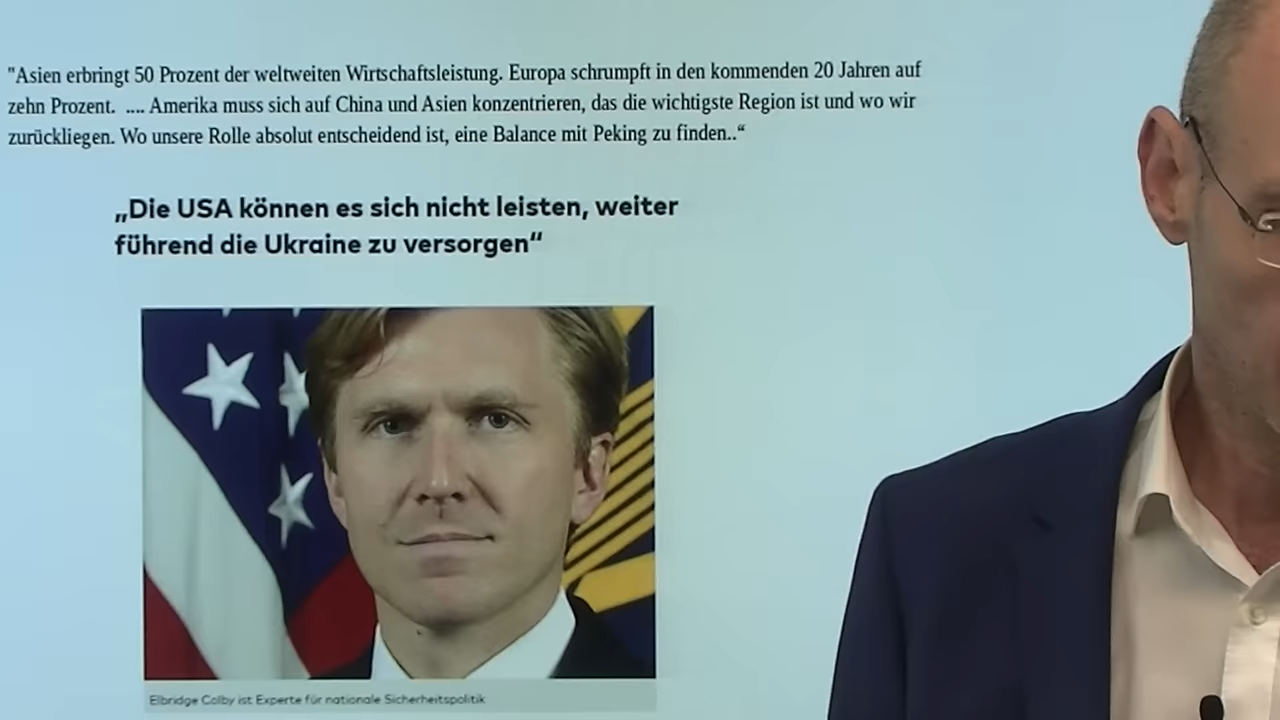 "Asien erbringt 50 Prozent der weltweiten Wirtschaftsleistung. Europa schrumpft in den kommenden 20 Jahren auf
zehn Prozent. .... Amerika muss sich auf China und Asien konzentrieren, das die wichtigste Region ist und wo wir
zurückliegen. Wo unsere Rolle absolut entscheidend ist, eine Balance mit Peking zu finden..“
„Die USA können es sich nicht leisten, weiter
führend die Ukraine zu versorgen“
Elbridge Colby ist Experte für nationale Sicherheitspolitik